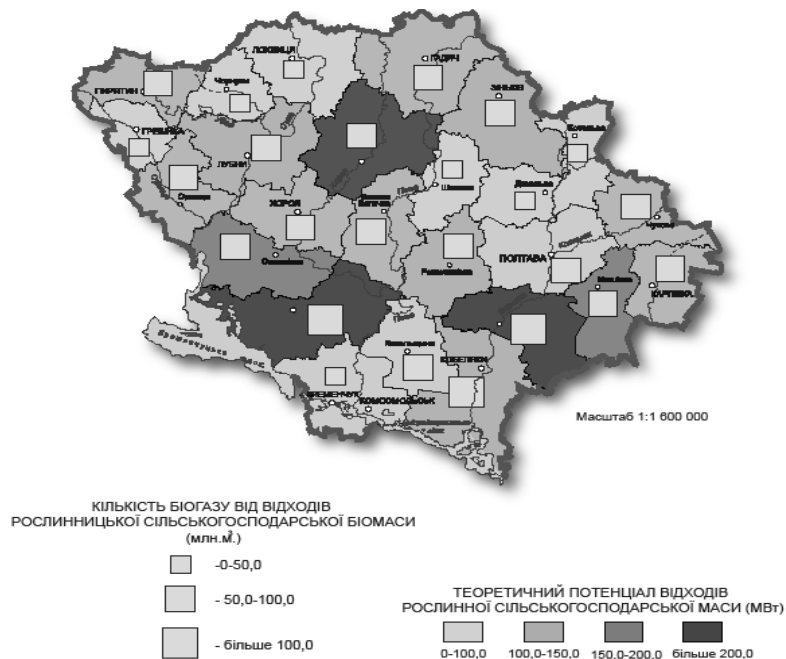 ЛОХВИЦЯ
ГАДЯЧ
Чорнухи
ПИРЯТИН
ЗІНЬКІВ
ГРЕБІНКА
Котельва
ЛУБНИ
Шишаки
Диканька
Оржиця
ХОРОЛ
Велика
Багачка
Псел
Чутове
ПОЛТАВА
Семенівка
Решетилівка
Машівка
КАРЛІВКА
Псел
Козельщина
КОБЕЛЯКИ
КРЕМЕНЧУК
КОМСОМОЛЬСЬК
Масштаб 1:1 600 000
КІЛЬКІСТЬ БІОГАЗУ ВІД ВІДХОДІВ
РОСЛИННИЦЬКОЇ СІЛЬСЬКОГОСПОДАРСЬКОЇ БІОМАСИ
(млн.м³.)
-0-50,0
- 50,0-100,0
- більше 100,0
ТЕОРЕТИЧНИЙ ПОТЕНЦІАЛ ВІДХОДІВ
РОСЛИННОЇ СІЛЬСЬКОГОСПОДАРСЬКОЇ МАСИ (МВт)
0-100,0 100,0-150,0 150,0-200,0 більше 200,0